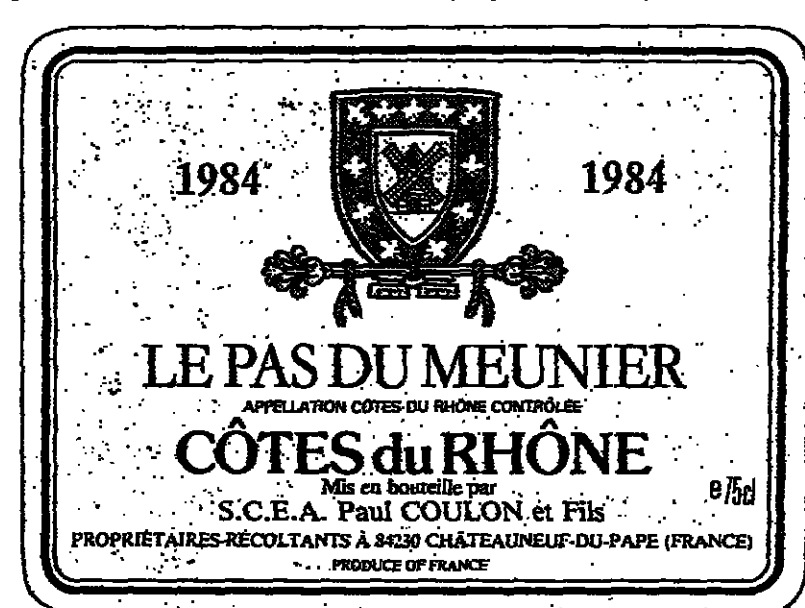 1984 1984
LE PAS DU MEUNIER
APPELLATION CÔTES-DU RHÔNE CONTRÔLÉE
CÔTES du RHÔNE
Mis en bouteille par
e 75cl
S.C.E.A. Paul COULON et Fils
PROPRIÉTAIRES-RÉCOLTANTS À 84230 CHÂTEAUNEUF-DU-PAPE (FRANCE)
PRODUCE OF FRANCE